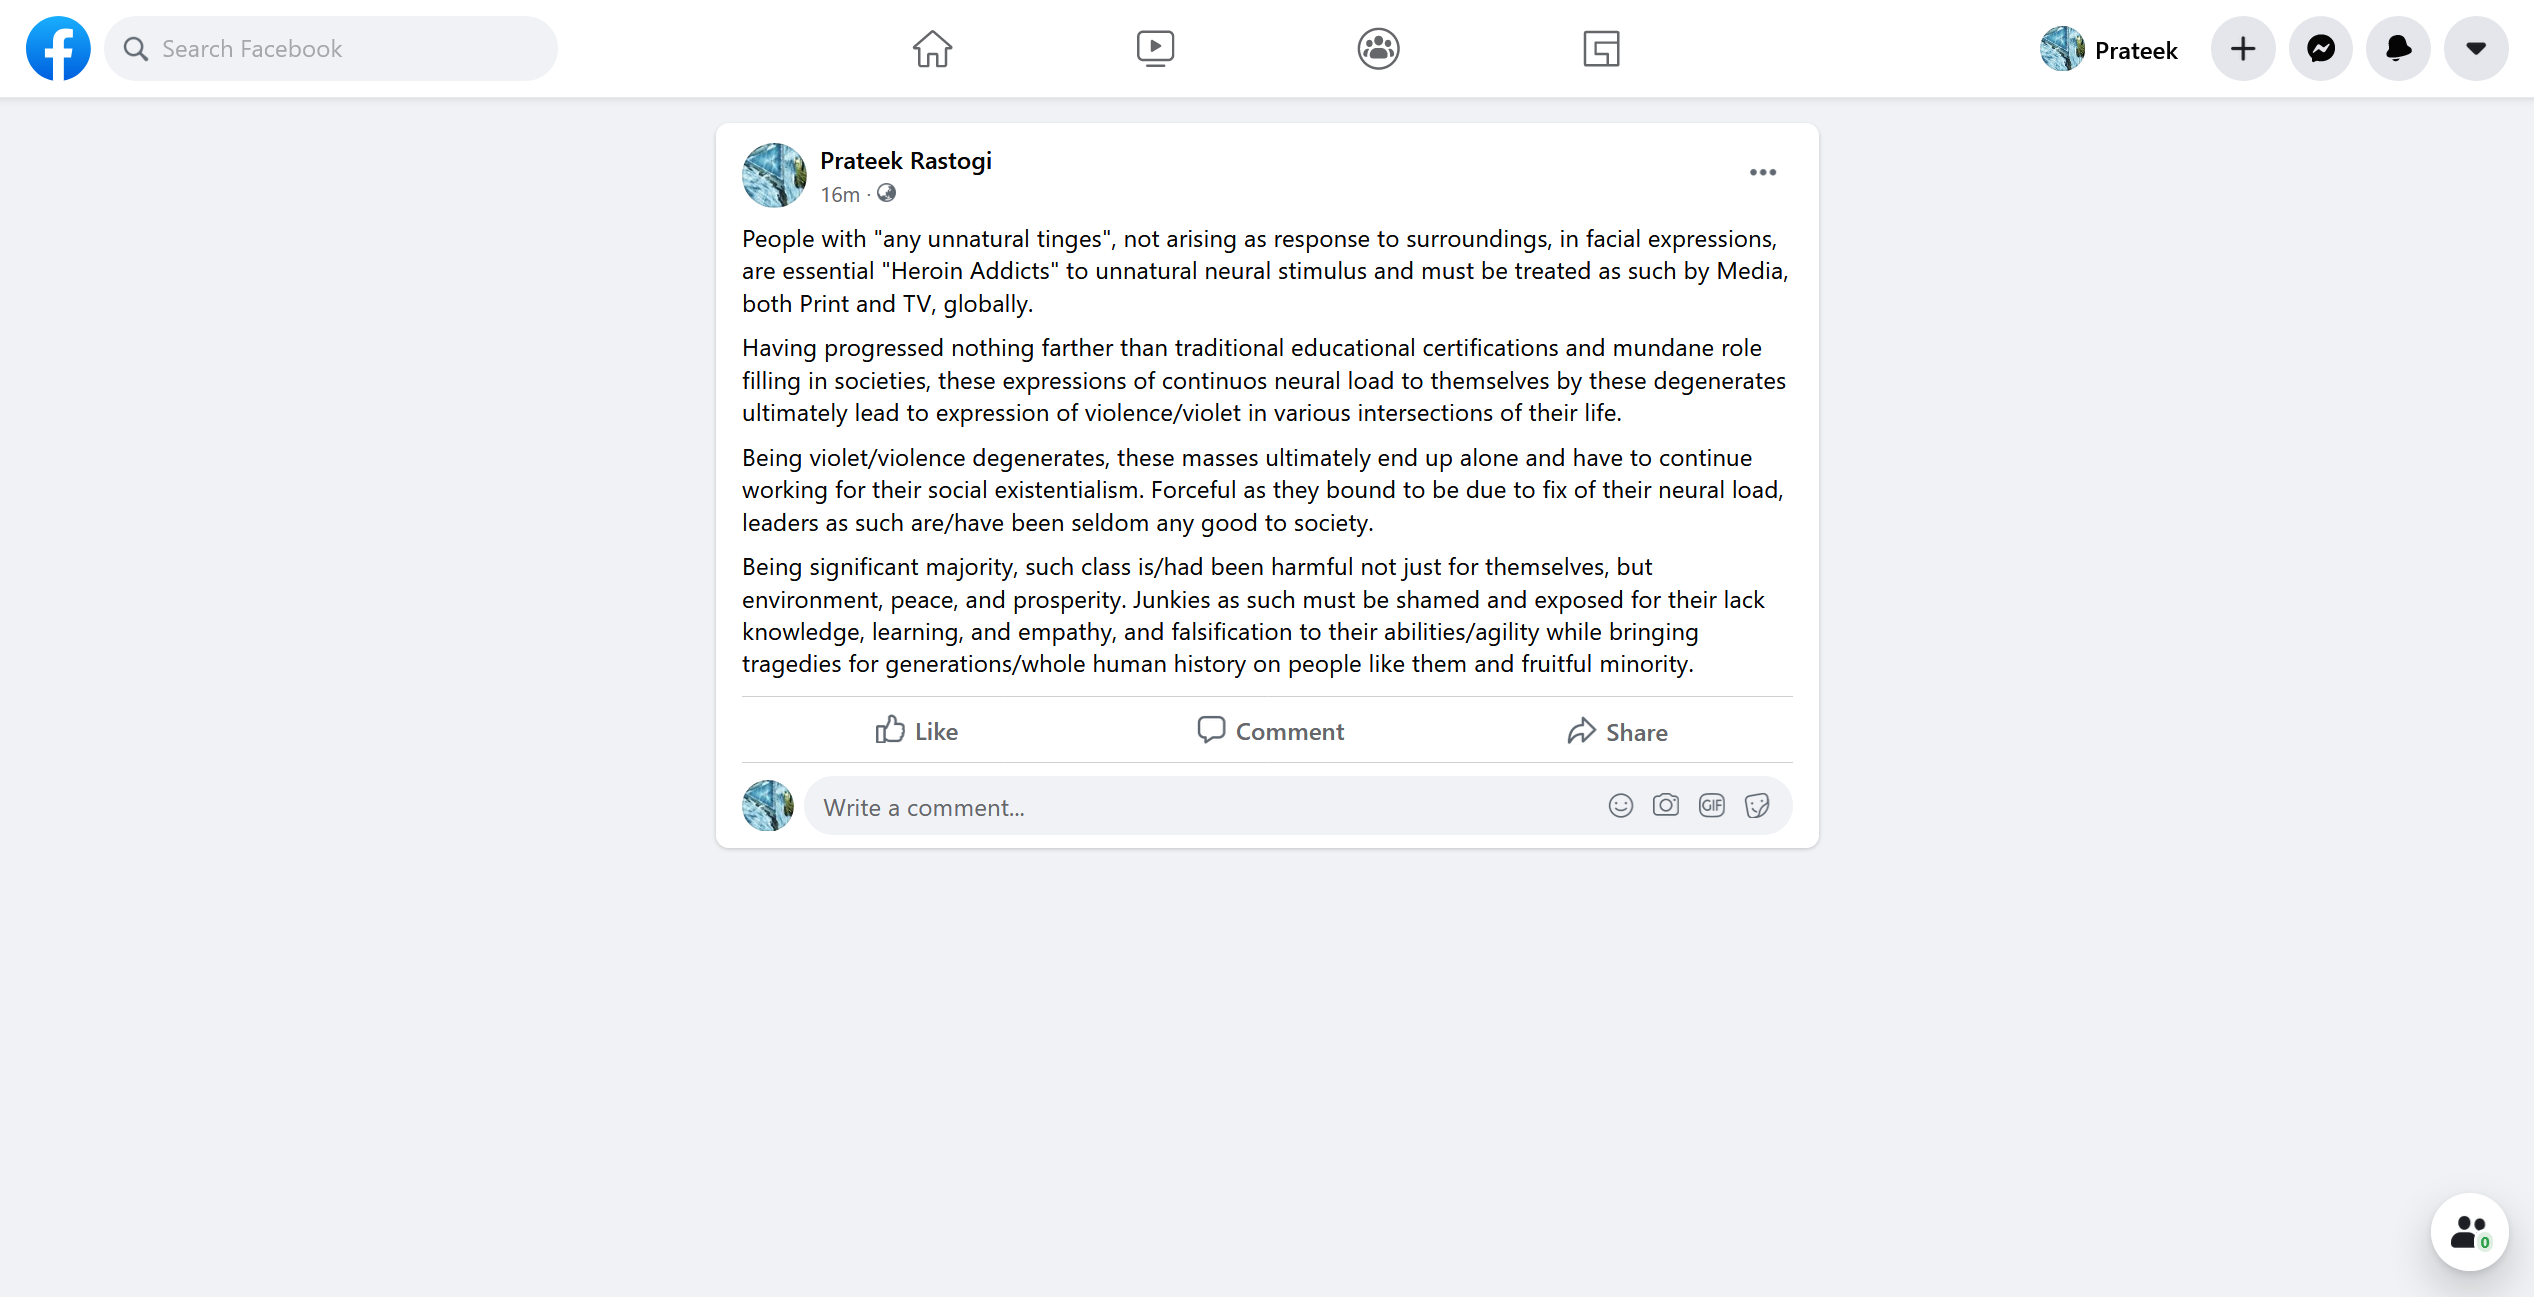 Search Facebook
Prateek
Prateek Rastogi
16m ·
People with "any unnatural tinges", not arising as response to surroundings, in facial expressions,
are essential "Heroin Addicts" to unnatural neural stimulus and must be treated as such by Media,
both Print and TV, globally.
Having progressed nothing farther than traditional educational certifications and mundane role
filling in societies, these expressions of continuos neural load to themselves by these degenerates
ultimately lead to expression of violence/violet in various intersections of their life.
Being violet/violence degenerates, these masses ultimately end up alone and have to continue
working for their social existentialism. Forceful as they bound to be due to fix of their neural load,
leaders as such are/have been seldom any good to society.
Being significant majority, such class is/had been harmful not just for themselves, but
environment, peace, and prosperity. Junkies as such must be shamed and exposed for their lack
knowledge, learning, and empathy, and falsification to their abilities/agility while bringing
tragedies for generations/whole human history on people like them and fruitful minority.
Like Comment Share
Write a comment... GIF
0